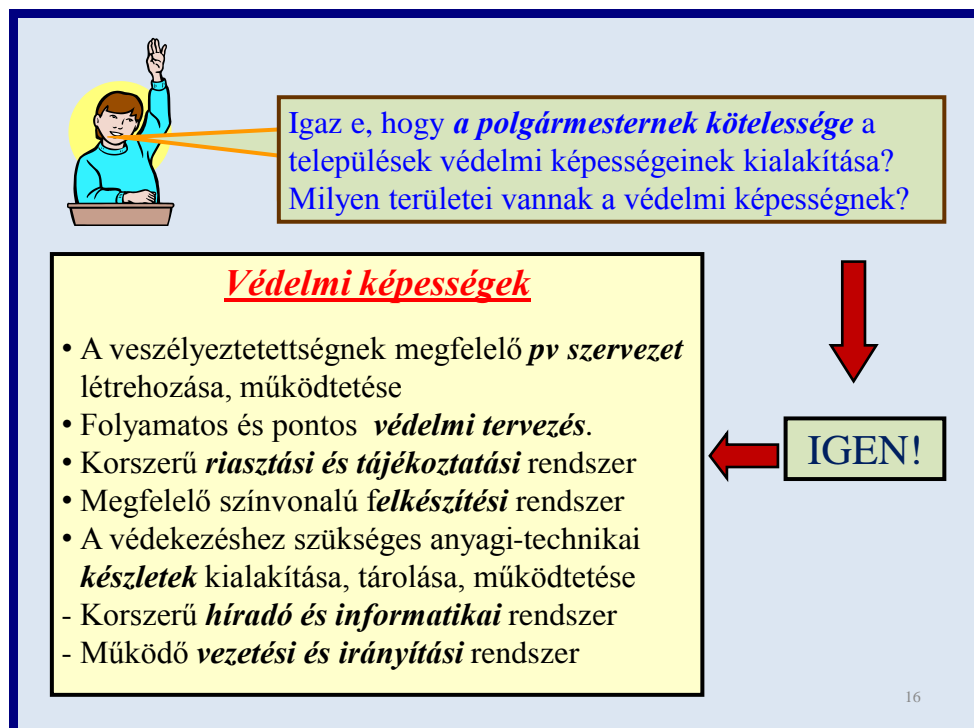 Igaz e, hogy a polgármesternek kötelessége a
települések védelmi képességeinek kialakítása?
Milyen területei vannak a védelmi képességnek?
IGEN!
Védelmi képességek
• A veszélyeztetettségnek megfelelő pv szervezet
létrehozása, működtetése
• Folyamatos és pontos védelmi tervezés.
• Korszerű riasztási és tájékoztatási rendszer
• Megfelelő színvonalú felkészítési rendszer
• A védekezéshez szükséges anyagi-technikai
készletek kialakítása, tárolása, működtetése
- Korszerű híradó és informatikai rendszer
- Működő vezetési és irányítási rendszer
16